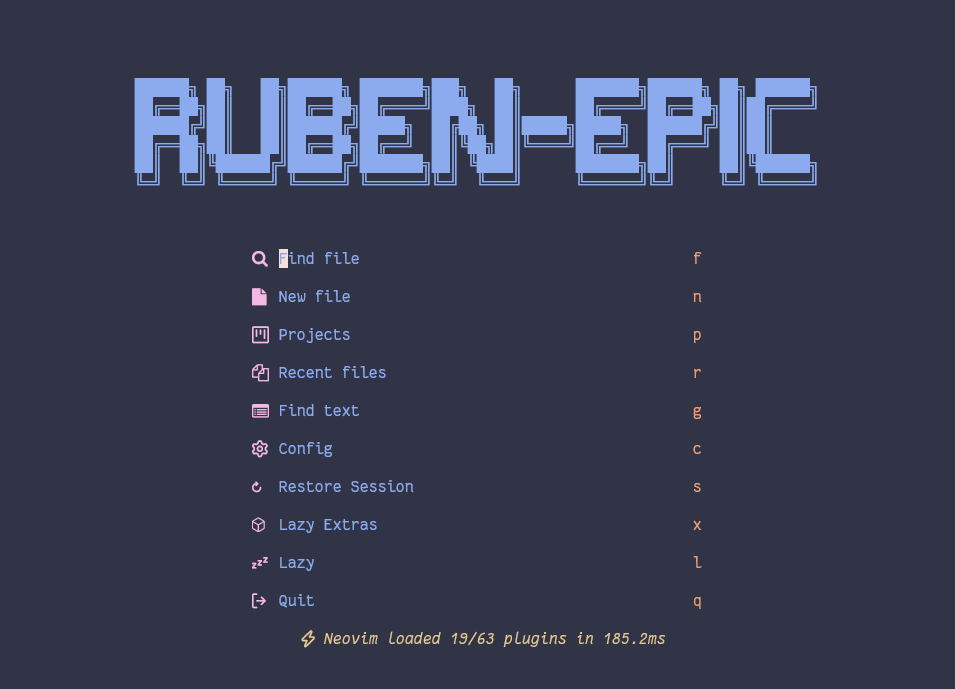 RUBEN-EPIC
Find file f
New file n
Projects p
Recent files r
Find text g
Config c
Restore Session s
Lazy Extras x
zzz Lazy l
Quit q
Neovim loaded 19/63 plugins in 185.2ms